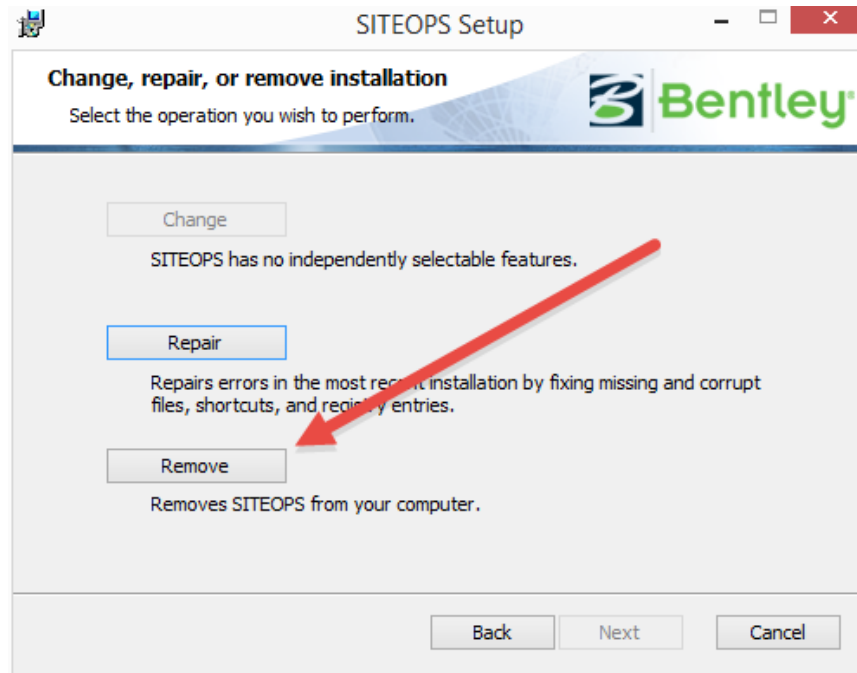 SITEOPS Setup
Change, repair, or remove installation
Select the operation you wish to perform.
Bentley®
Change
SITEOPS has no independently selectable features.
Repair
Repairs errors in the most recent installation by fixing missing and corrupt
files, shortcuts, and registry entries.
Remove
Removes SITEOPS from your computer.
Back
Next
Cancel